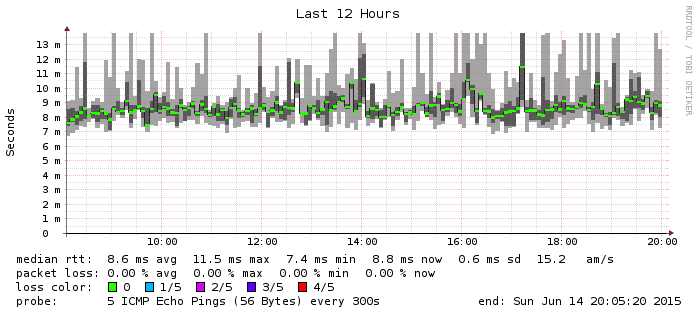 Last 12 Hours
RRDTOOL / TOBI OETIKER
Seconds
13 m
12 m
11 m
10 m
9 m
8 m
7 m
6 m
5 m
4 m
3 m
2 m
1 m
0
10:00 12:00 14:00 16:00 18:00 20:00
median rtt: 8.6 ms avg 11.5 ms max 7.4 ms min 8.8 ms now 0.6 ms sd 15.2 am/s
packet loss: 0.00 % avg 0.00 % max 0.00 % min 0.00 % now
loss color: 0 1/5 2/5 3/5 4/5
probe: 5 ICMP Echo Pings (56 Bytes) every 300s end: Sun Jun 14 20:05:20 2015